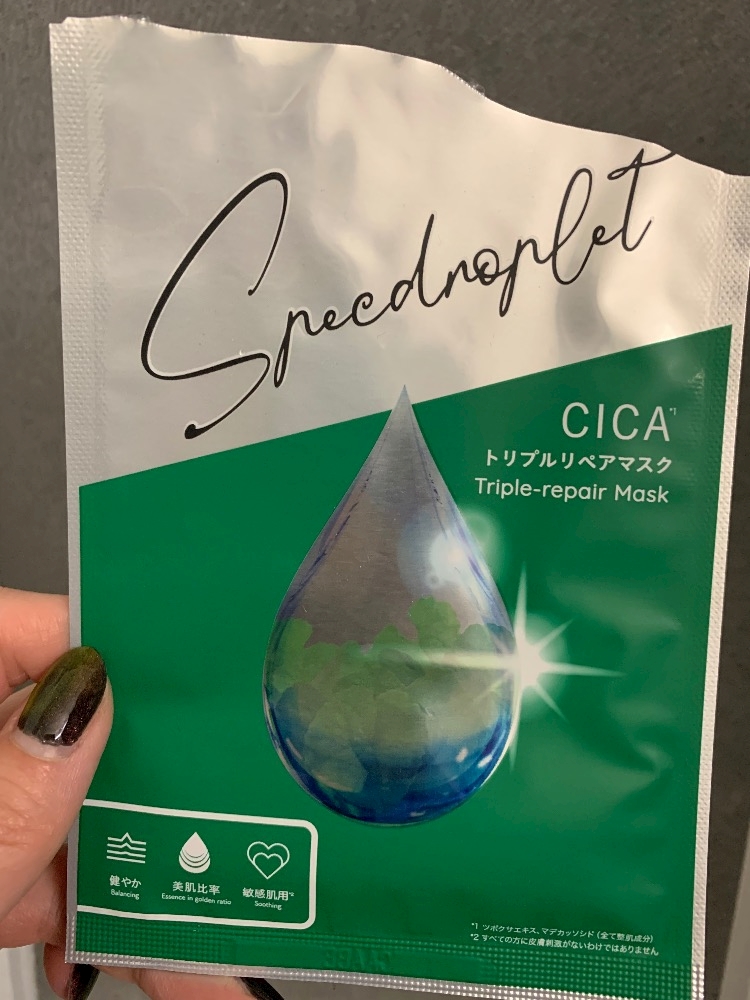 Specdroplet
CICA*1
トリプルリペアマスク
Triple-repair Mask
健やか
Balancing
美肌比率
Essence in golden ratio
敏感肌用*2
Soothing
*1 ツボクサエキス、マデカッソシド (全て整肌成分)
*2 すべての方に皮膚刺激がないわけではありません